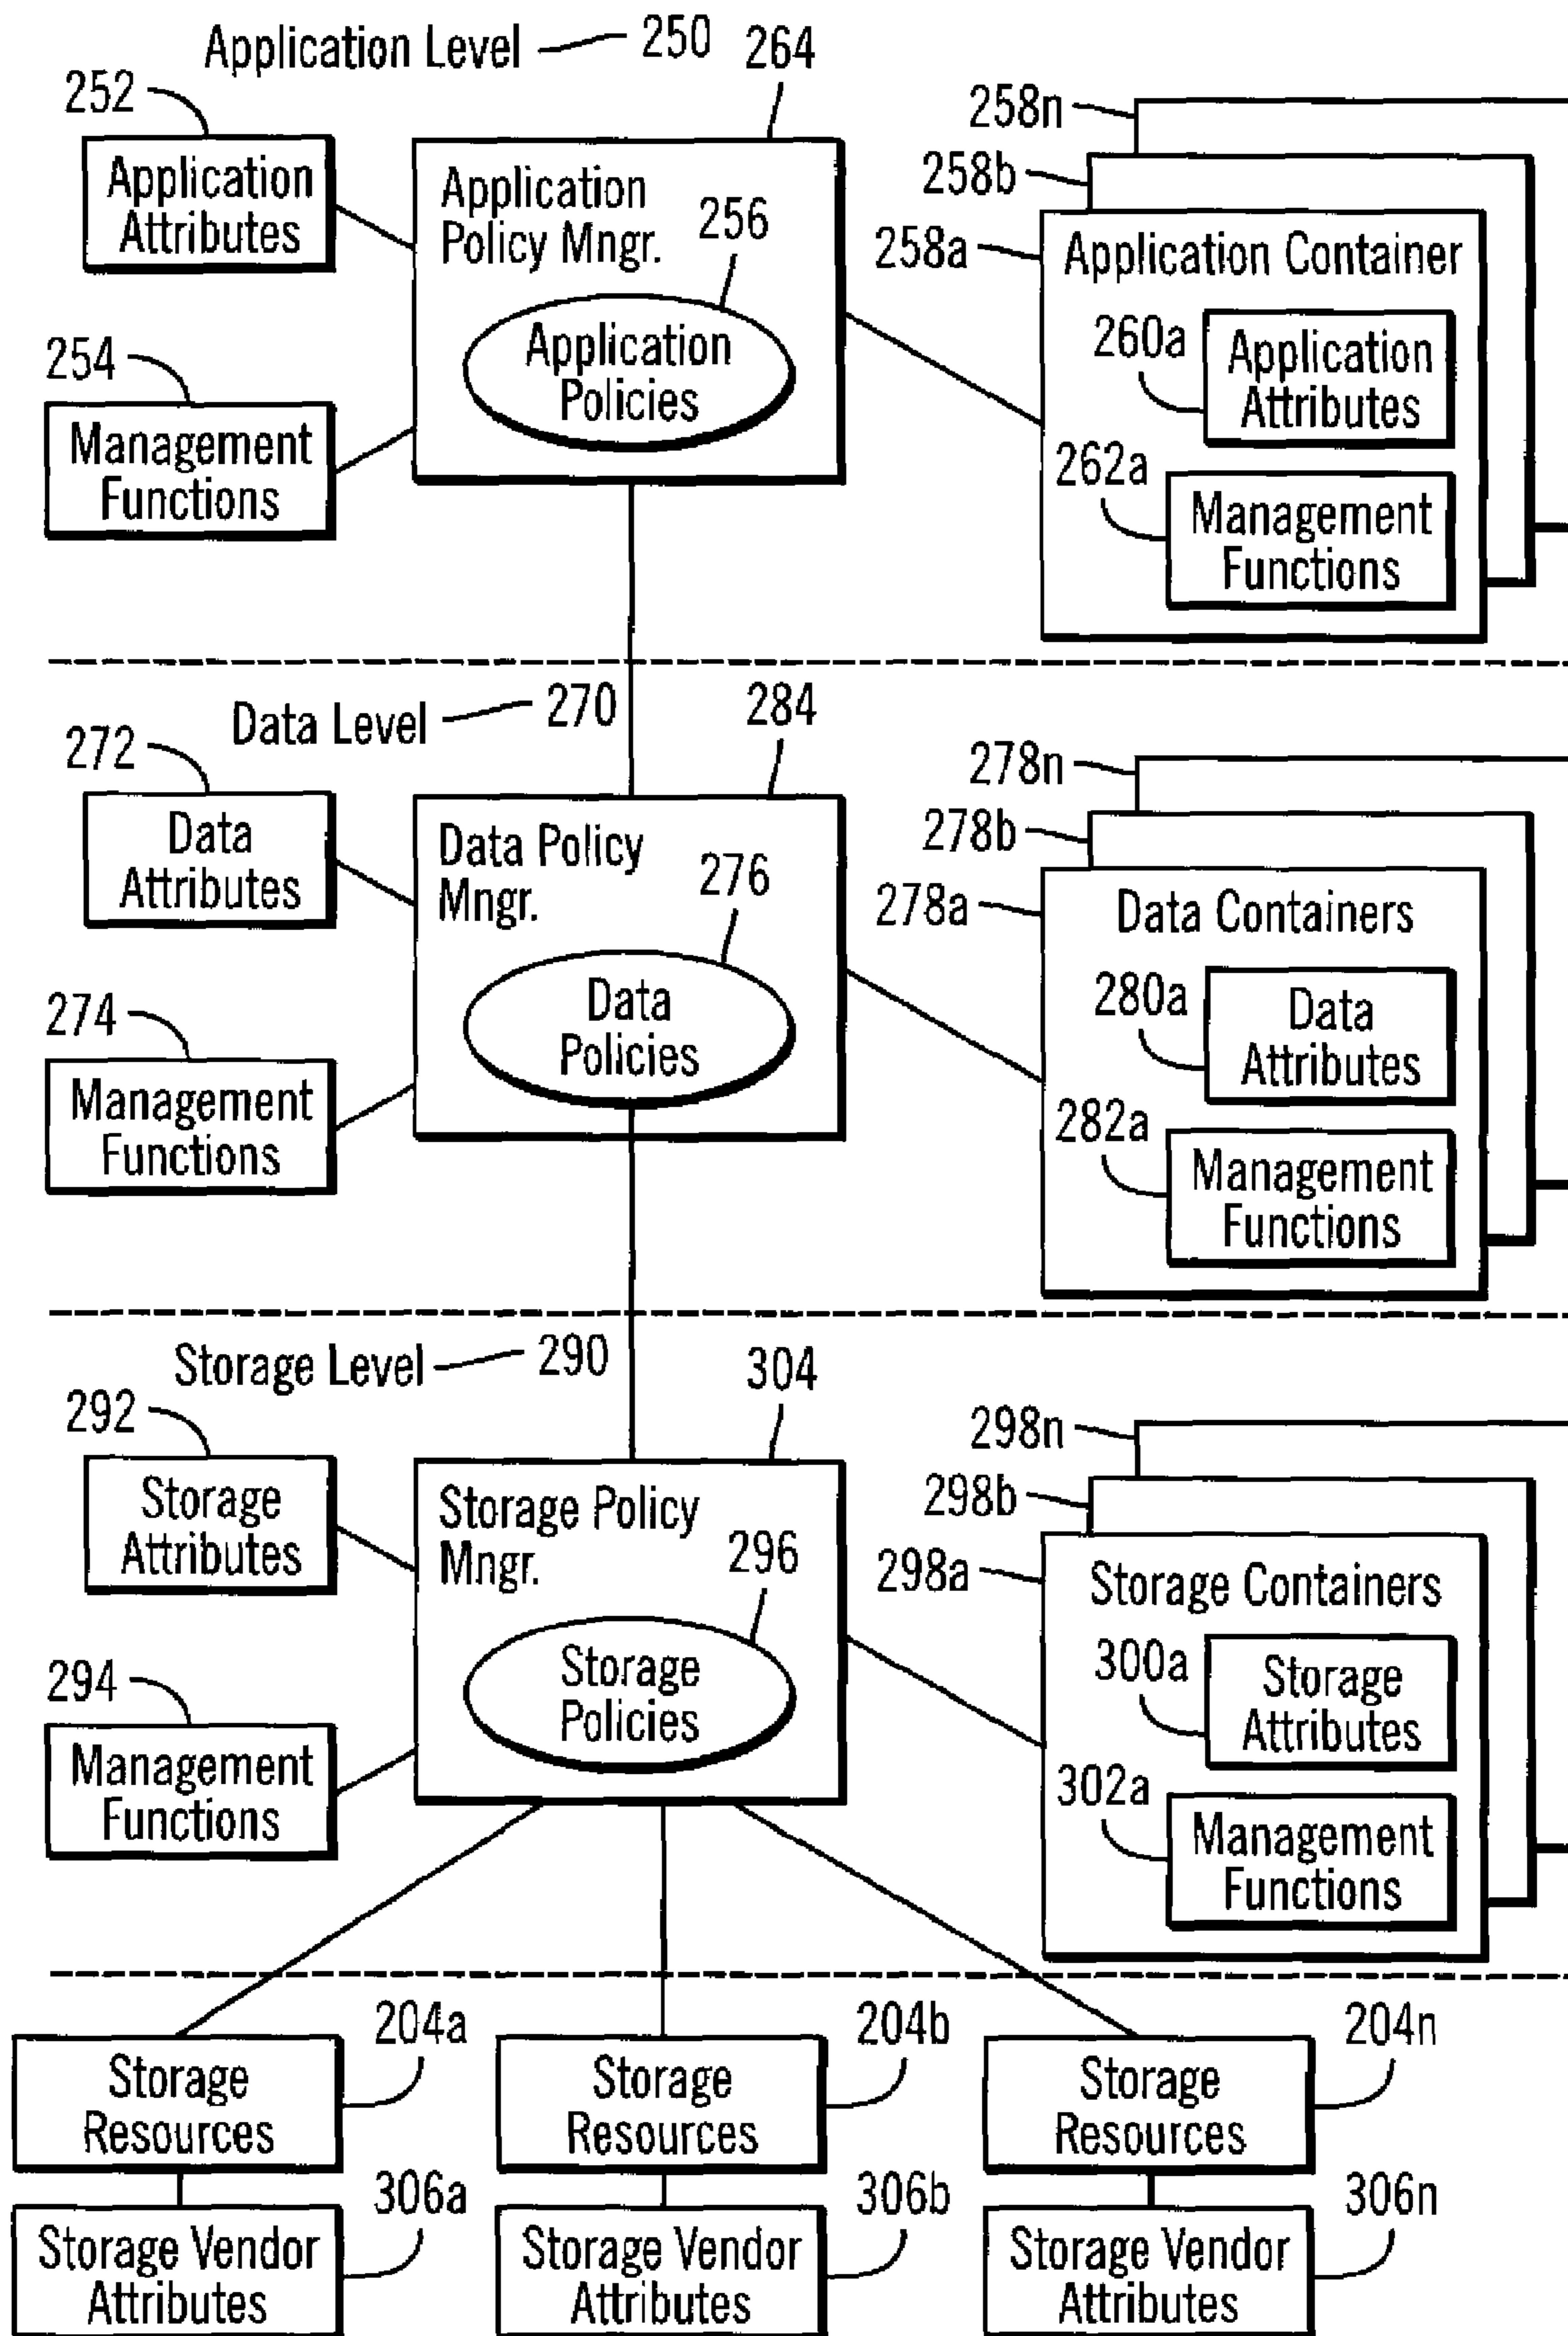 Application Level 250
264
252
258n
Application
Attributes
Application
Policy Mngr.
256
258b
258a
Application Container
Application
Policies
260a
Application
Attributes
254
Management
Functions
262a
Management
Functions
Data Level 270
284
272
278n
Data
Attributes
Data Policy
Mngr.
276
278b
278a
Data Containers
Data
Policies
280a
Data
Attributes
274
Management
Functions
282a
Management
Functions
Storage Level 290
304
292
298n
Storage
Attributes
Storage Policy
Mngr.
296
298b
298a
Storage Containers
Storage
Policies
300a
Storage
Attributes
294
Management
Functions
302a
Management
Functions
204a
204b
204n
Storage
Resources
Storage
Resources
Storage
Resources
306a
306b
306n
Storage Vendor
Attributes
Storage Vendor
Attributes
Storage Vendor
Attributes